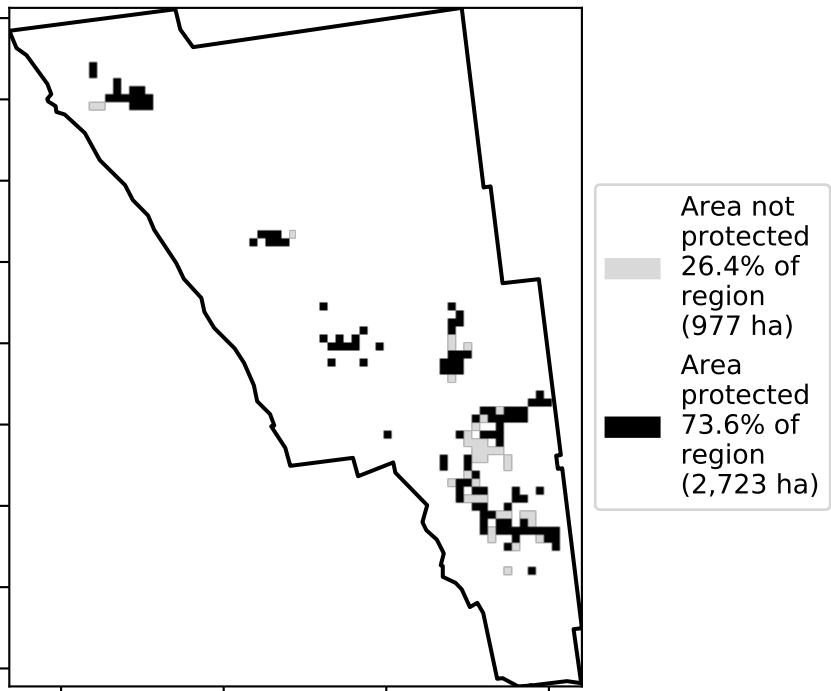 Area not
protected
26.4% of
region
(977 ha)
Area
protected
73.6% of
region
(2,723 ha)